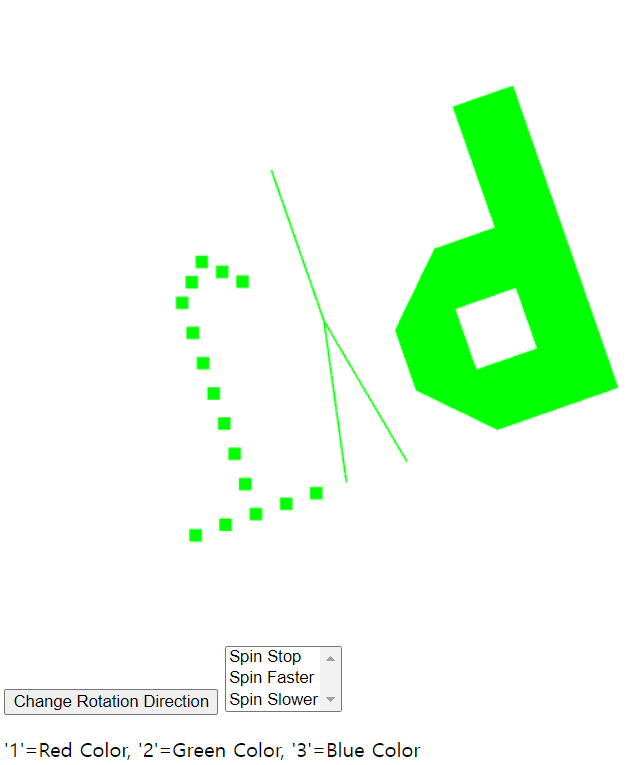 d
Change Rotation Direction
Spin Stop
Spin Faster
Spin Slower
'1'=Red Color, '2'=Green Color, '3'=Blue Color